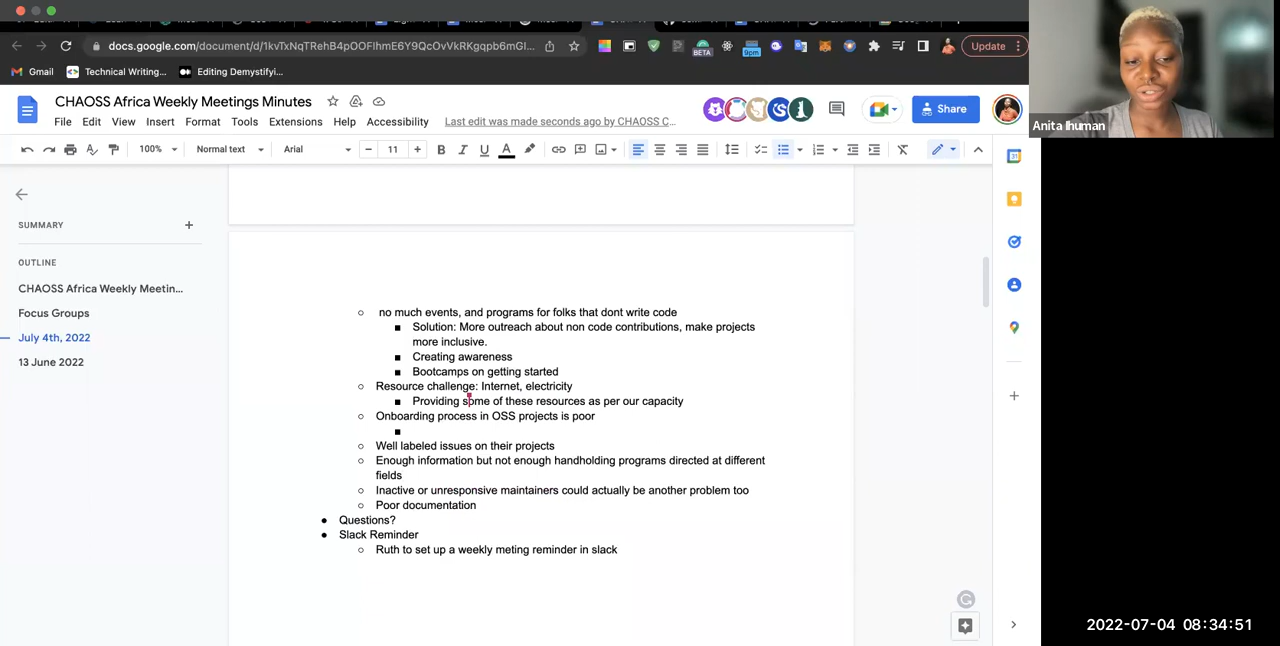 docs.google.com/document/d/1kvTxNqTRehB4pOOFIhmE6Y9QcOvVkRKgqpb6mGI...
BETA
9pm
Update
Gmail
Technical Writing...
Editing Demystifyi...
CHAOSS Africa Weekly Meetings Minutes
File Edit View Insert Format Tools Extensions Help Accessibility Last edit was made seconds ago by CHAOSS C...
Share
Anita Ihuman
100% Normal text Arial − 11 + B I U A
SUMMARY +
OUTLINE
CHAOSS Africa Weekly Meetin...
Focus Groups
July 4th, 2022
13 June 2022
no much events, and programs for folks that dont write code
Solution: More outreach about non code contributions, make projects
more inclusive.
Creating awareness
Bootcamps on getting started
Resource challenge: Internet, electricity
Providing some of these resources as per our capacity
Onboarding process in OSS projects is poor
Well labeled issues on their projects
Enough information but not enough handholding programs directed at different
fields
Inactive or unresponsive maintainers could actually be another problem too
Poor documentation
Questions?
Slack Reminder
Ruth to set up a weekly meting reminder in slack
2022-07-04 08:34:51